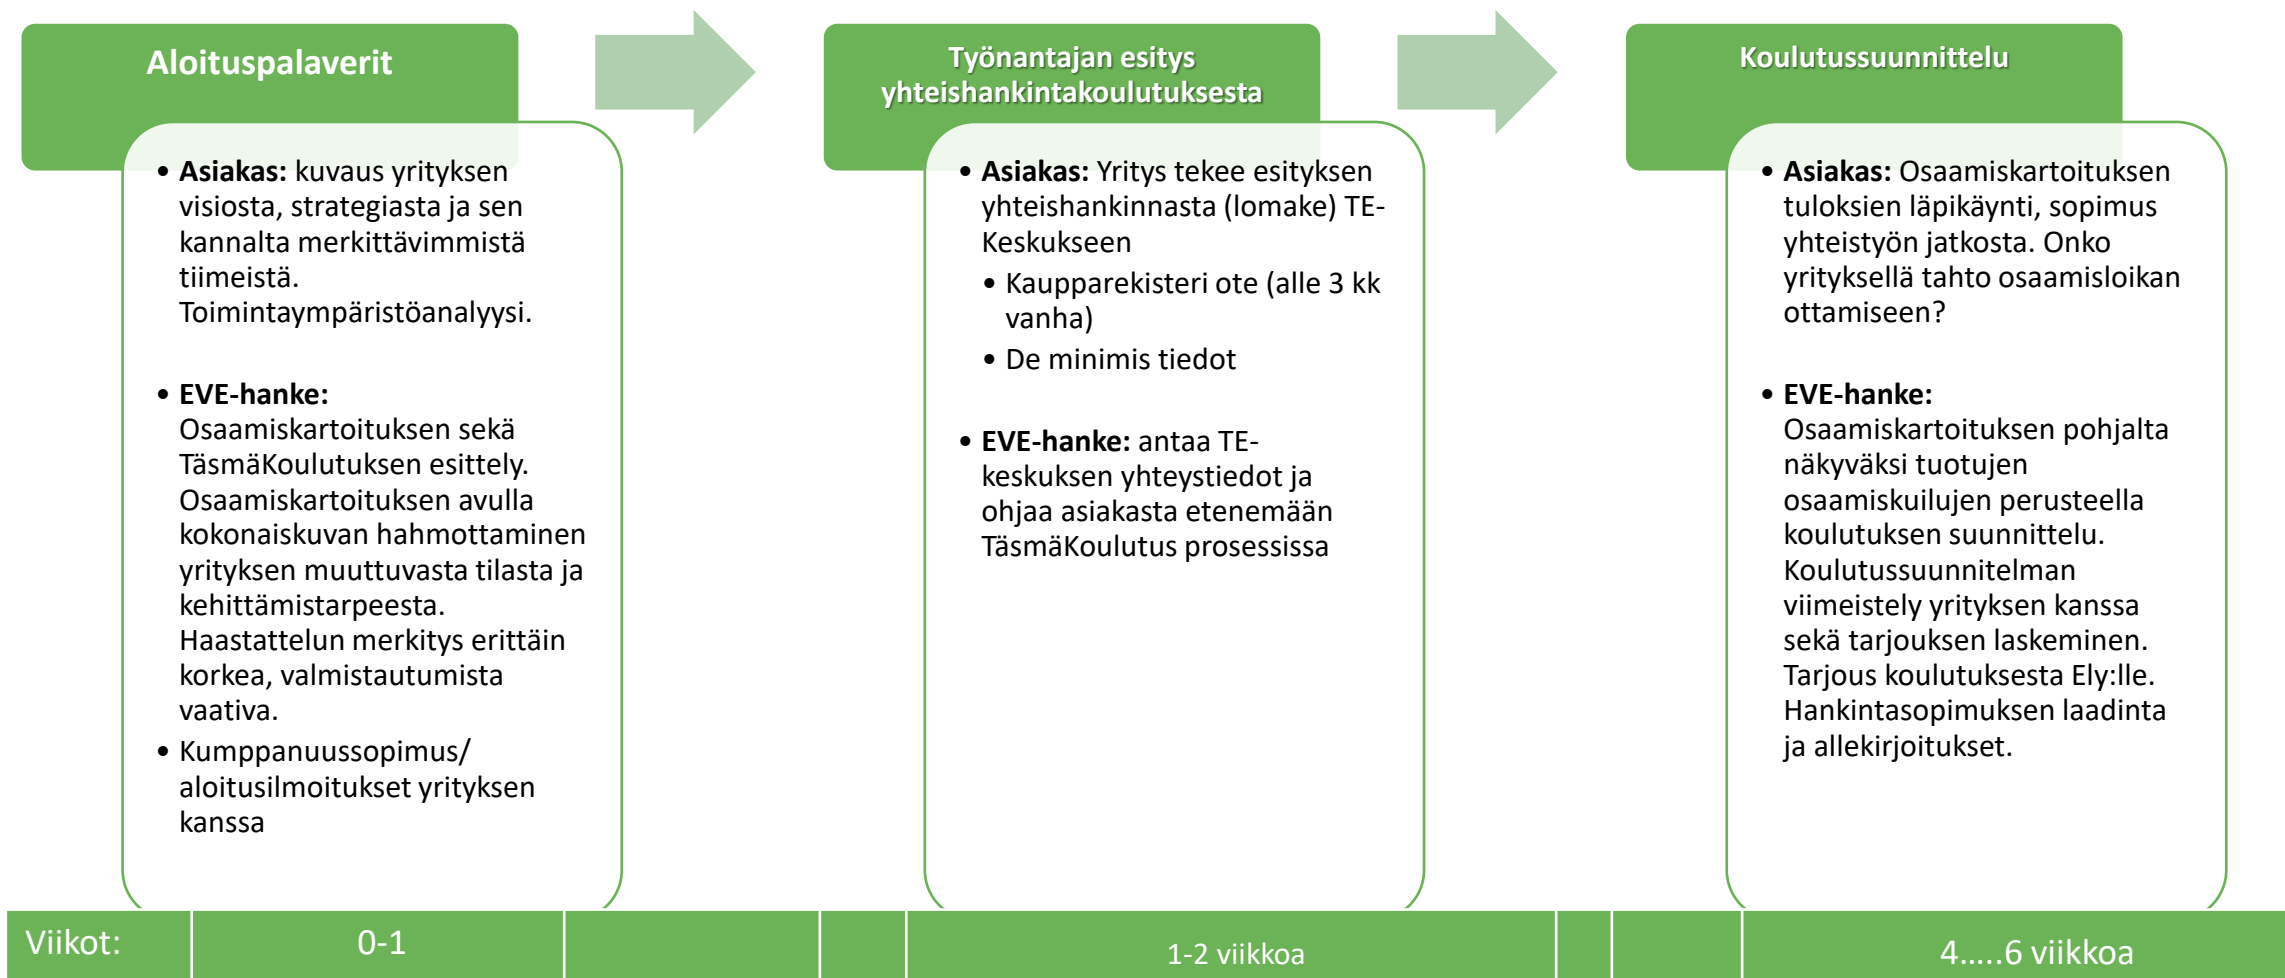 Aloituspalaverit
• Asiakas: kuvaus yrityksen
visiosta, strategiasta ja sen
kannalta merkittävimmistä
tiimeistä.
Toimintaympäristöanalyysi.
• EVE-hanke:
Osaamiskartoituksen sekä
TäsmäKoulutuksen esittely.
Osaamiskartoituksen avulla
kokonaiskuvan hahmottaminen
yrityksen muuttuvasta tilasta ja
kehittämistarpeesta.
Haastattelun merkitys erittäin
korkea, valmistautumista
vaativa.
• Kumppanuussopimus/
aloitusilmoitukset yrityksen
kanssa
Työnantajan esitys
yhteishankintakoulutuksesta
• Asiakas: Yritys tekee esityksen
yhteishankinnasta (lomake) TE-
Keskukseen
• Kaupparekisteri ote (alle 3 kk
vanha)
• De minimis tiedot
• EVE-hanke: antaa TE-
keskuksen yhteystiedot ja
ohjaa asiakasta etenemään
TäsmäKoulutus prosessissa
Koulutussuunnittelu
• Asiakas: Osaamiskartoituksen
tuloksien läpikäynti, sopimus
yhteistyön jatkosta. Onko
yrityksellä tahto osaamisloikan
ottamiseen?
• EVE-hanke:
Osaamiskartoituksen pohjalta
näkyväksi tuotujen
osaamiskuilujen perusteella
koulutuksen suunnittelu.
Koulutussuunnitelman
viimeistely yrityksen kanssa
sekä tarjouksen laskeminen.
Tarjous koulutuksesta Ely:lle.
Hankintasopimuksen laadinta
ja allekirjoitukset.
Viikot:
0-1
1-2 viikkoa
4.....6 viikkoa